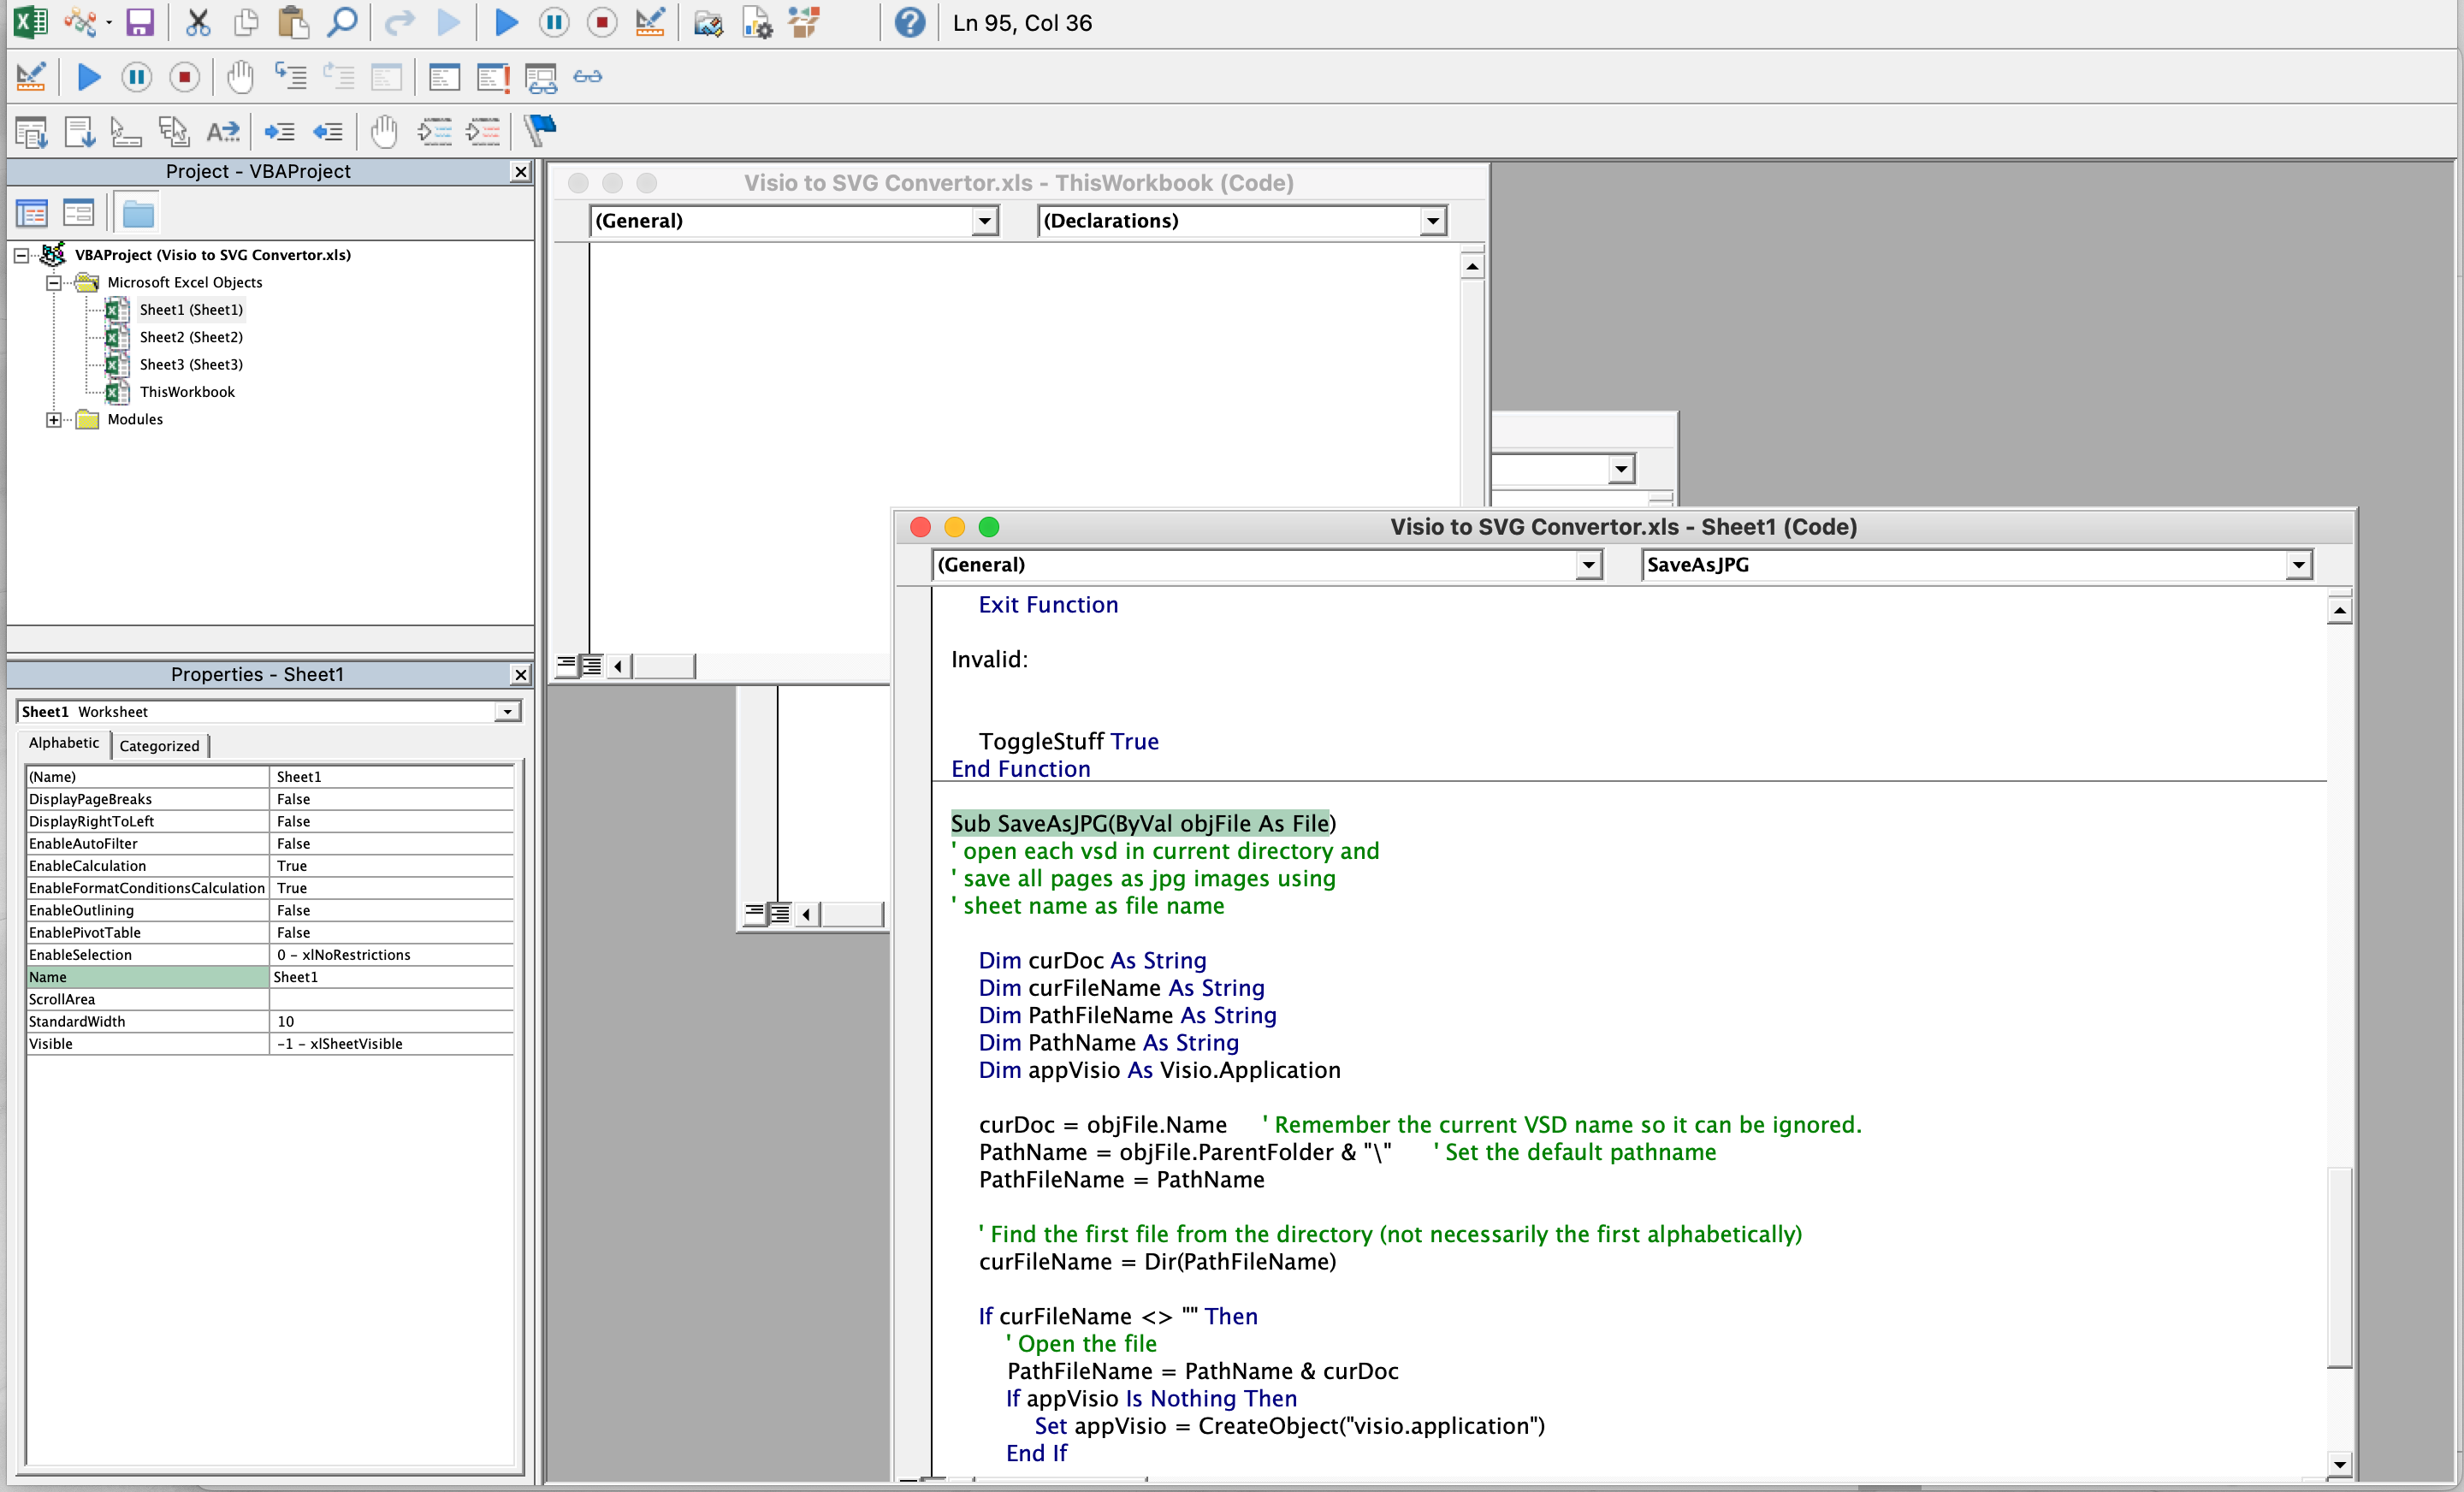 Ln 95, Col 36
Project - VBAProject
VBAProject (Visio to SVG Convertor.xls)
Microsoft Excel Objects
Sheet1 (Sheet1)
Sheet2 (Sheet2)
Sheet3 (Sheet3)
ThisWorkbook
Modules
Properties - Sheet1
Sheet1 Worksheet
Alphabetic Categorized
(Name) Sheet1
DisplayPageBreaks False
DisplayRightToLeft False
EnableAutoFilter False
EnableCalculation True
EnableFormatConditionsCalculation True
EnableOutlining False
EnablePivotTable False
EnableSelection 0 - xlNoRestrictions
Name Sheet1
ScrollArea
StandardWidth 10
Visible -1 - xlSheetVisible
Visio to SVG Convertor.xls - ThisWorkbook (Code)
(General) (Declarations)
Visio to SVG Convertor.xls - Sheet1 (Code)
(General) SaveAsJPG
Exit Function
Invalid:
ToggleStuff True
End Function
Sub SaveAsJPG(ByVal objFile As File)
' open each vsd in current directory and
' save all pages as jpg images using
' sheet name as file name
Dim curDoc As String
Dim curFileName As String
Dim PathFileName As String
Dim PathName As String
Dim appVisio As Visio.Application
curDoc = objFile.Name ' Remember the current VSD name so it can be ignored.
PathName = objFile.ParentFolder & "\" ' Set the default pathname
PathFileName = PathName
' Find the first file from the directory (not necessarily the first alphabetically)
curFileName = Dir(PathFileName)
If curFileName <> "" Then
' Open the file
PathFileName = PathName & curDoc
If appVisio Is Nothing Then
Set appVisio = CreateObject("visio.application")
End If